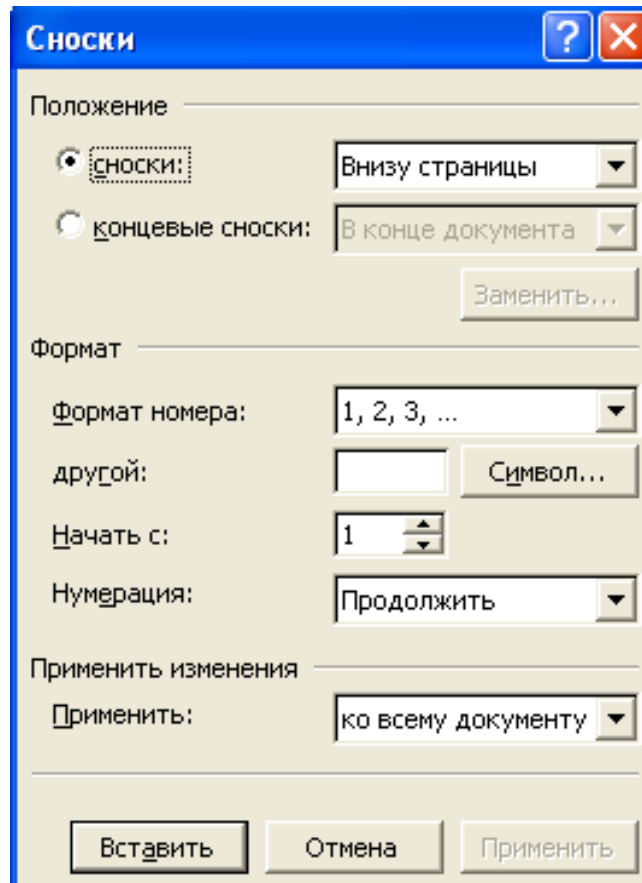 Сноски
Положение
сноски: Внизу страницы
концевые сноски: В конце документа
Заменить...
Формат
Формат номера: 1, 2, 3, ...
другой: Символ...
Начать с: 1
Нумерация: Продолжить
Применить изменения
Применить: ко всему документу
Вставить Отмена Применить